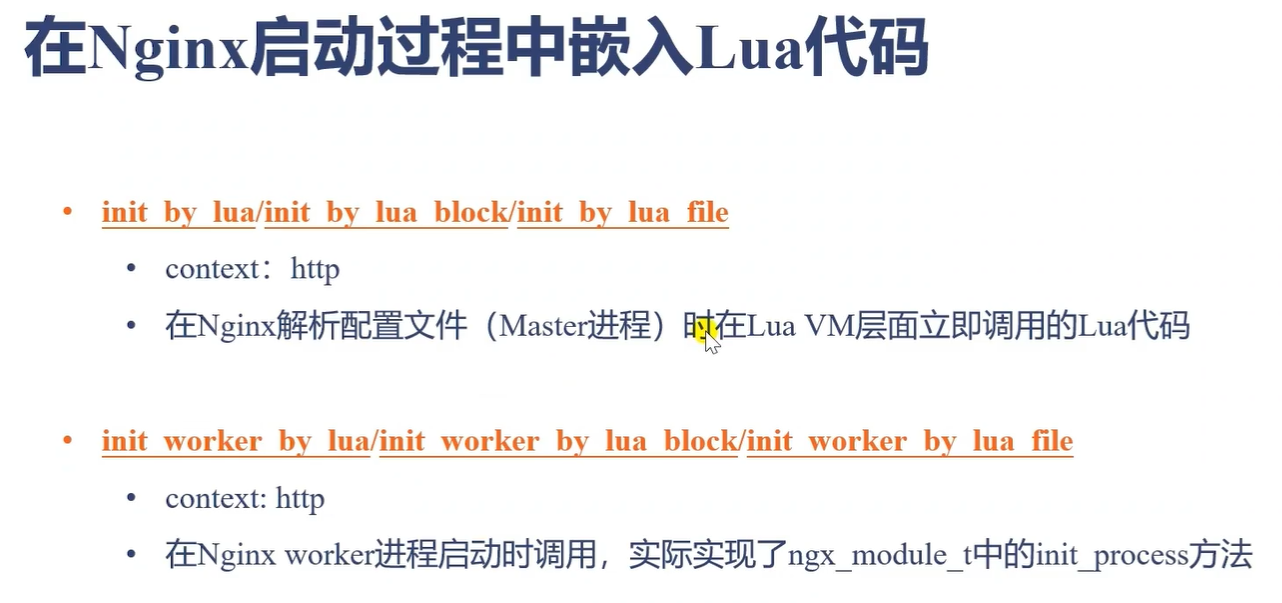 在Nginx启动过程中嵌入Lua代码
• init_by_lua/init_by_lua_block/init_by_lua_file
• context：http
• 在Nginx解析配置文件（Master进程）时在Lua VM层面立即调用的Lua代码
• init_worker_by_lua/init_worker_by_lua_block/init_worker_by_lua_file
• context: http
• 在Nginx worker进程启动时调用，实际实现了ngx_module_t中的init_process方法